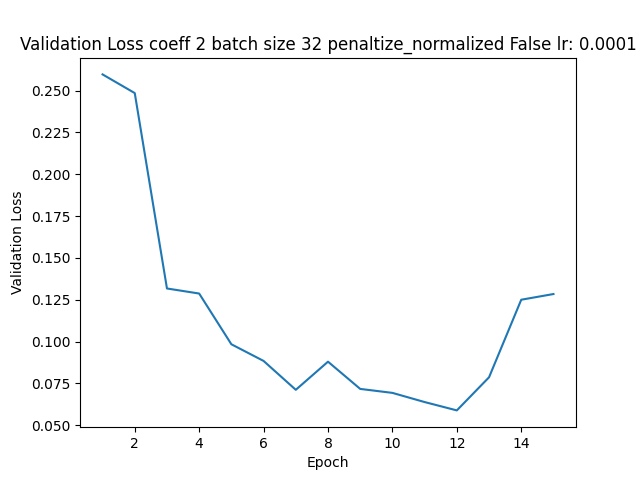 Validation Loss coeff 2 batch size 32 penaltize_normalized False lr: 0.0001
0.250
0.225
0.200
0.175
0.150
0.125
0.100
0.075
0.050
Validation Loss
2 4 6 8 10 12 14
Epoch